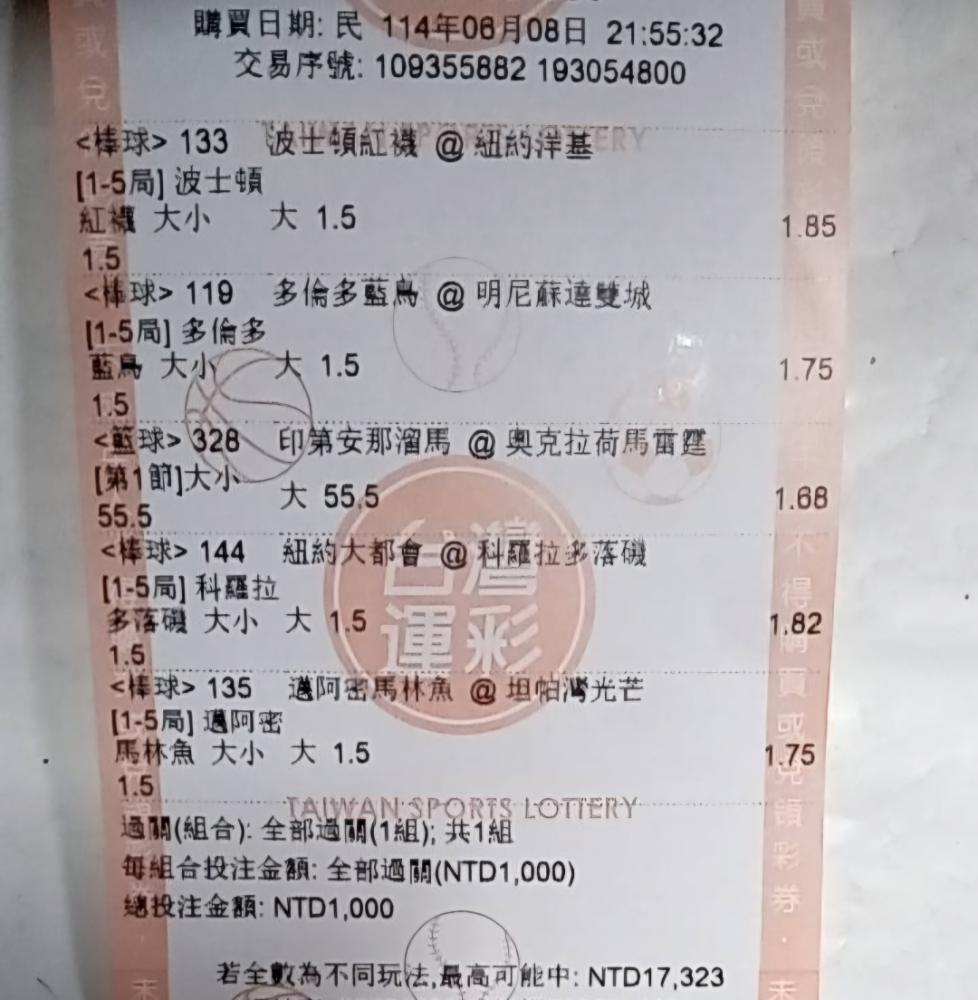 購買日期: 民 114年06月08日 21:55:32
交易序號: 109355882 193054800
TAIWAN SPORTS LOTTERY
<棒球> 133 波士頓紅襪 @ 紐約洋基
[1-5局] 波士頓
紅襪 大小 大 1.5 1.85
1.5
<棒球> 119 多倫多藍鳥 @ 明尼蘇達雙城
[1-5局] 多倫多
藍鳥 大小 大 1.5 1.75
1.5
<籃球> 328 印第安那溜馬 @ 奧克拉荷馬雷霆
[第1節]大小 大 55.5 1.68
55.5
<棒球> 144 紐約大都會 @ 科羅拉多落磯
[1-5局] 科羅拉
多落磯 大小 大 1.5 1.82
1.5
<棒球> 135 邁阿密馬林魚 @ 坦帕灣光芒
[1-5局] 邁阿密
馬林魚 大小 大 1.5 1.75
1.5
台灣
運彩
TAIWAN SPORTS LOTTERY
過關(組合): 全部過關(1組); 共1組
每組合投注金額: 全部過關(NTD1,000)
總投注金額: NTD1,000
若全數為不同玩法,最高可能中: NTD17,323
不得購買或兌領彩券